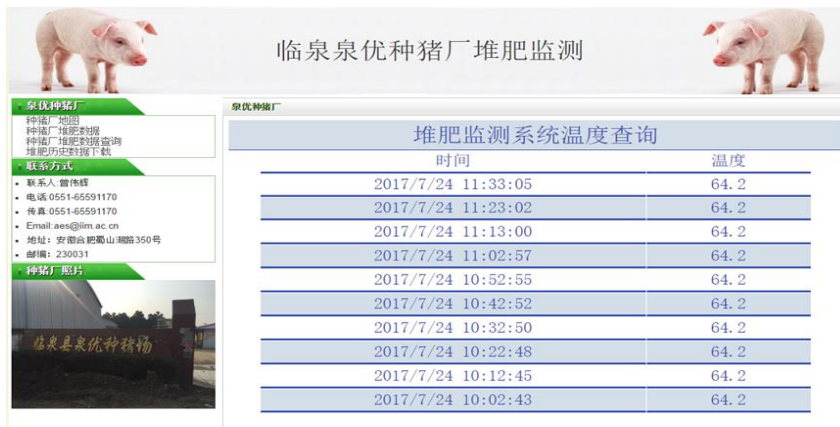 临泉泉优种猪厂堆肥监测
泉优种猪厂
种猪厂地图
种猪厂堆肥数据
种猪厂堆肥数据查询
堆肥历史数据下载
联系方式
联系人:曾伟辉
电话:0551-65591170
传真:0551-65591170
Email:aes@iim.ac.cn
地址：安徽合肥蜀山湖路350号
邮编：230031
种猪厂照片
临泉县泉优种猪场
泉优种猪厂
堆肥监测系统温度查询
时间 温度
2017/7/24 11:33:05 64.2
2017/7/24 11:23:02 64.2
2017/7/24 11:13:00 64.2
2017/7/24 11:02:57 64.2
2017/7/24 10:52:55 64.2
2017/7/24 10:42:52 64.2
2017/7/24 10:32:50 64.2
2017/7/24 10:22:48 64.2
2017/7/24 10:12:45 64.2
2017/7/24 10:02:43 64.2